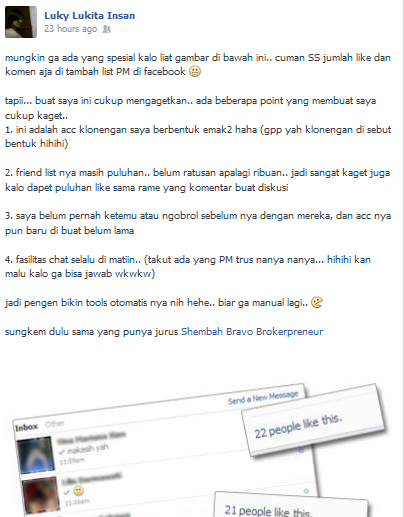 Luky Lukita Insan
23 hours ago
mungkin ga ada yang spesial kalo liat gambar di bawah ini.. cuman SS jumlah like dan
komen aja di tambah list PM di facebook
tapii... buat saya ini cukup mengagetkan.. ada beberapa point yang membuat saya
cukup kaget..
1. ini adalah acc klonengan saya berbentuk emak2 haha (gpp yah klonengan di sebut
bentuk hihihi)
2. friend list nya masih puluhan.. belum ratusan apalagi ribuan.. jadi sangat kaget juga
kalo dapet puluhan like sama rame yang komentar buat diskusi
3. saya belum pernah ketemu atau ngobrol sebelum nya dengan mereka, dan acc nya
pun baru di buat belum lama
4. fasilitas chat selalu di matiin.. (takut ada yang PM trus nanya nanya... hihihi kan
malu kalo ga bisa jawab wkwkw)
jadi pengen bikin tools otomatis nya nih hehe.. biar ga manual lagi..
sungkem dulu sama yang punya jurus Shembah Bravo Brokerpreneur
Send a New Message
Inbox Other
22 people like this.
makasih yah
11:59am
11:16am
21 people like this.